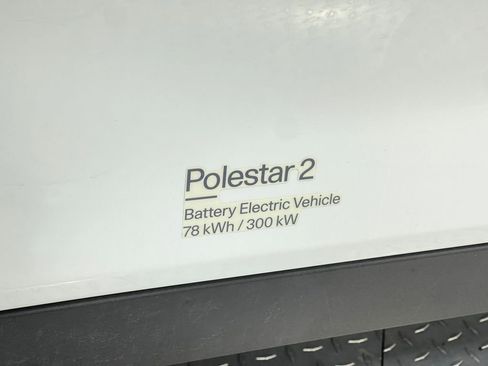 Polestar 2
Battery Electric Vehicle
78 kWh / 300 kW